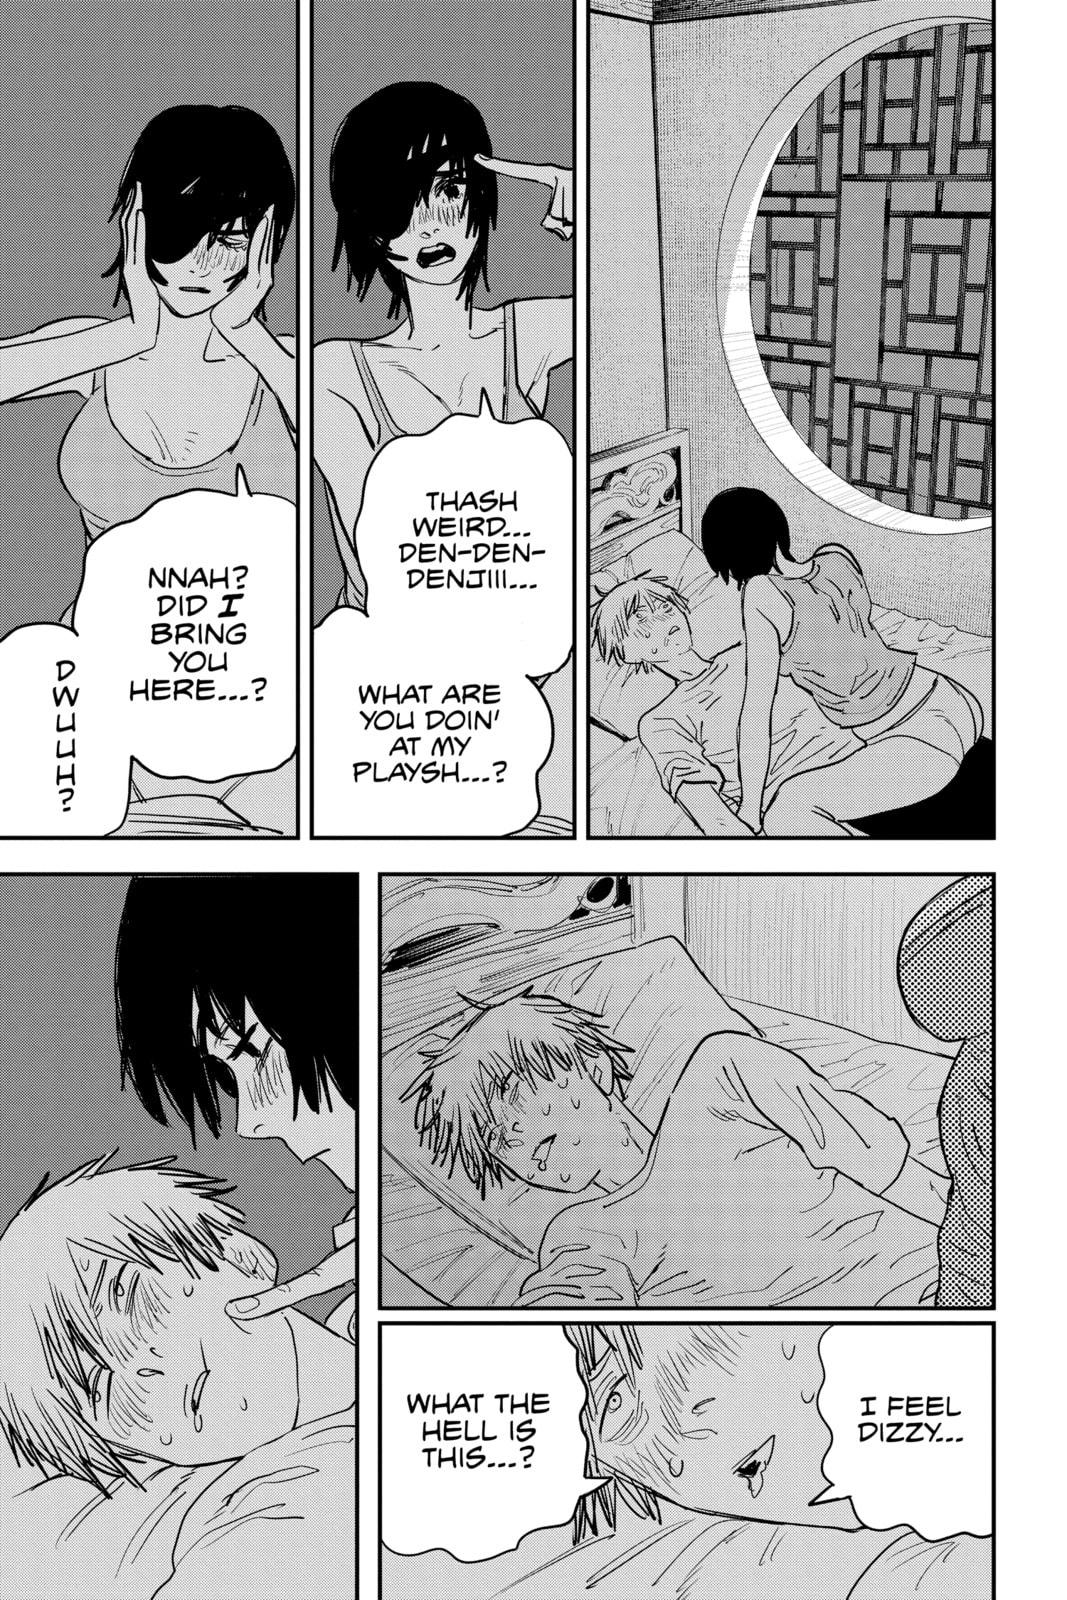 THASH
WEIRD...
DEN-DEN-
DENJIII...
WHAT ARE
YOU DOIN'
AT MY
PLAYSH...?
NNAH?
DID I
BRING
YOU
HERE...?
DWUUH?
I FEEL
DIZZY...
WHAT THE
HELL IS
THIS...?